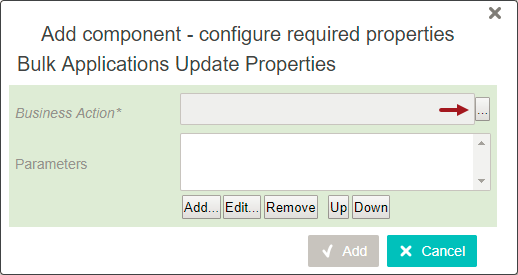 Add component - configure required properties
Bulk Applications Update Properties
Business Action* ...
Parameters
Add... Edit... Remove Up Down
Add Cancel